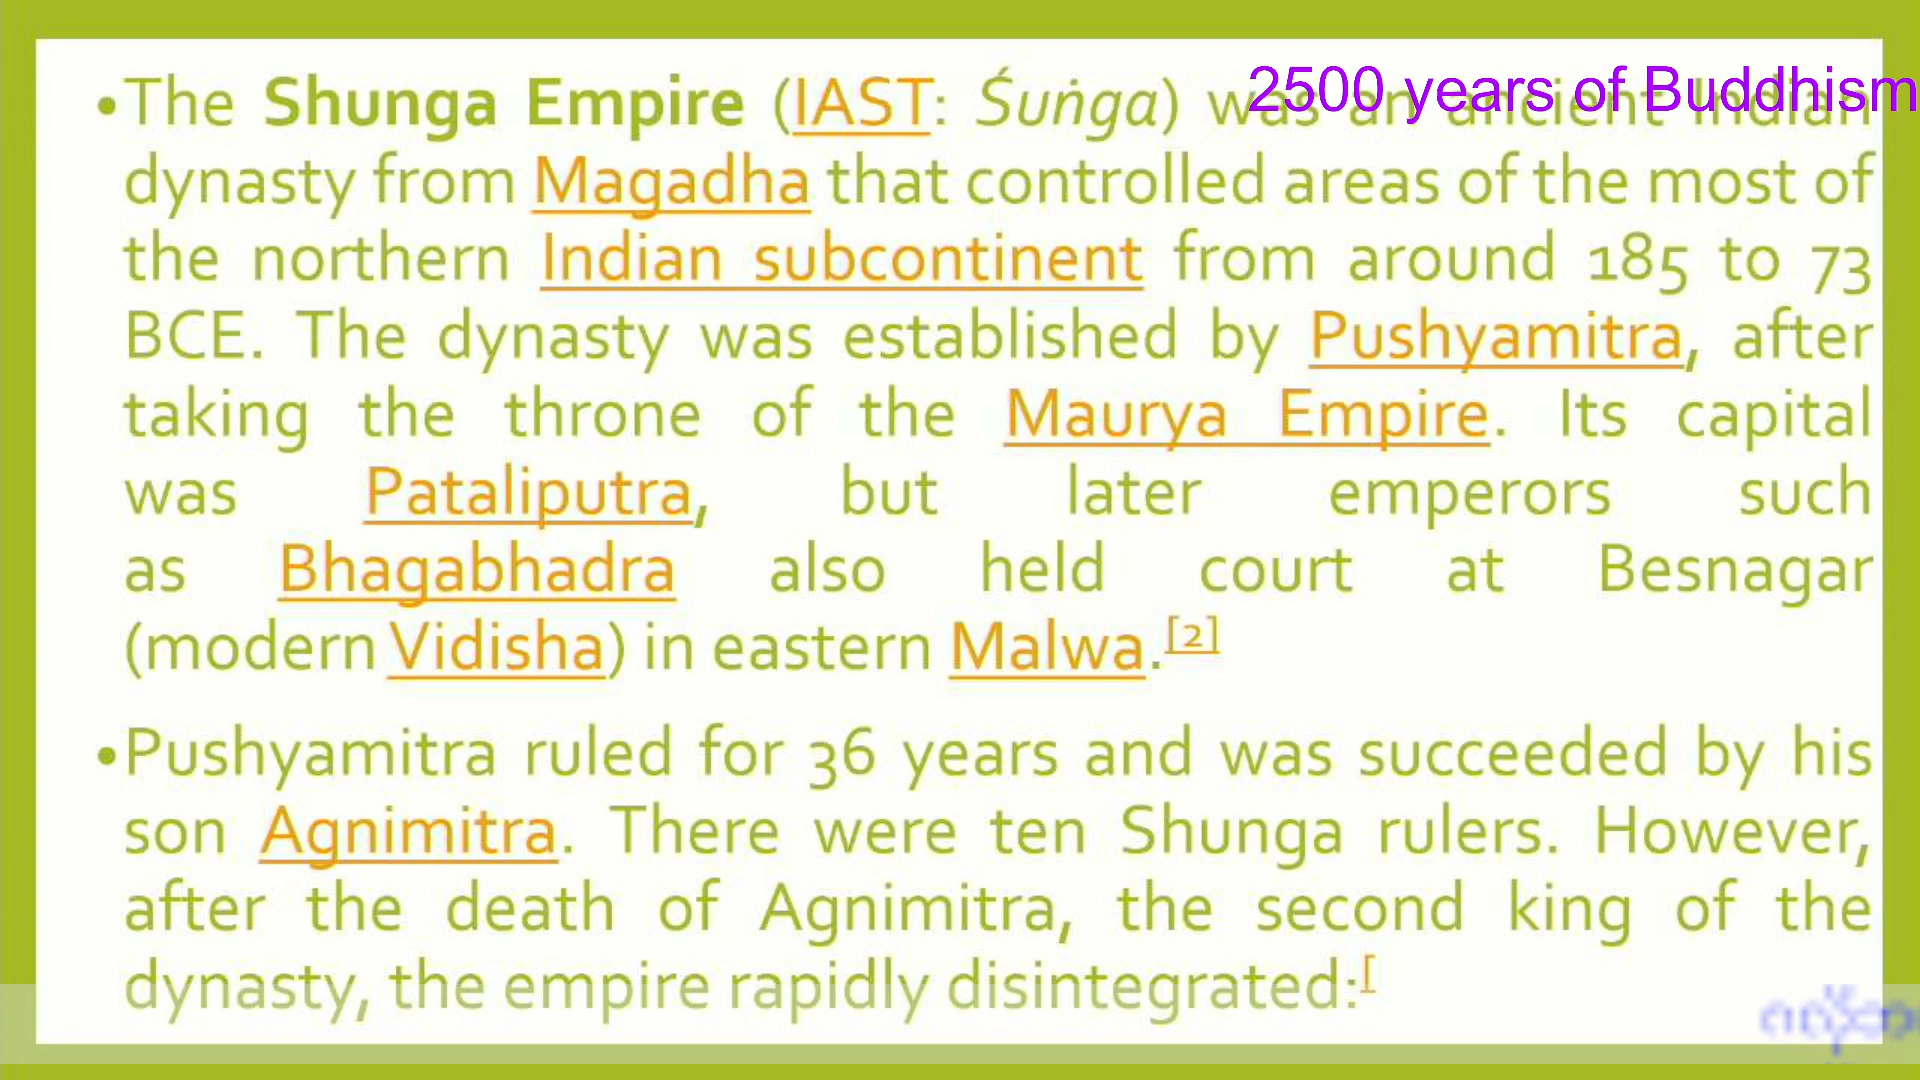 2500 years of Buddhism
•The Shunga Empire (IAST: Śuṅga) was an ancient Indian
dynasty from Magadha that controlled areas of the most of
the northern Indian subcontinent from around 185 to 73
BCE. The dynasty was established by Pushyamitra, after
taking the throne of the Maurya Empire. Its capital
was Pataliputra, but later emperors such
as Bhagabhadra also held court at Besnagar
(modern Vidisha) in eastern Malwa.[2]
•Pushyamitra ruled for 36 years and was succeeded by his
son Agnimitra. There were ten Shunga rulers. However,
after the death of Agnimitra, the second king of the
dynasty, the empire rapidly disintegrated:[